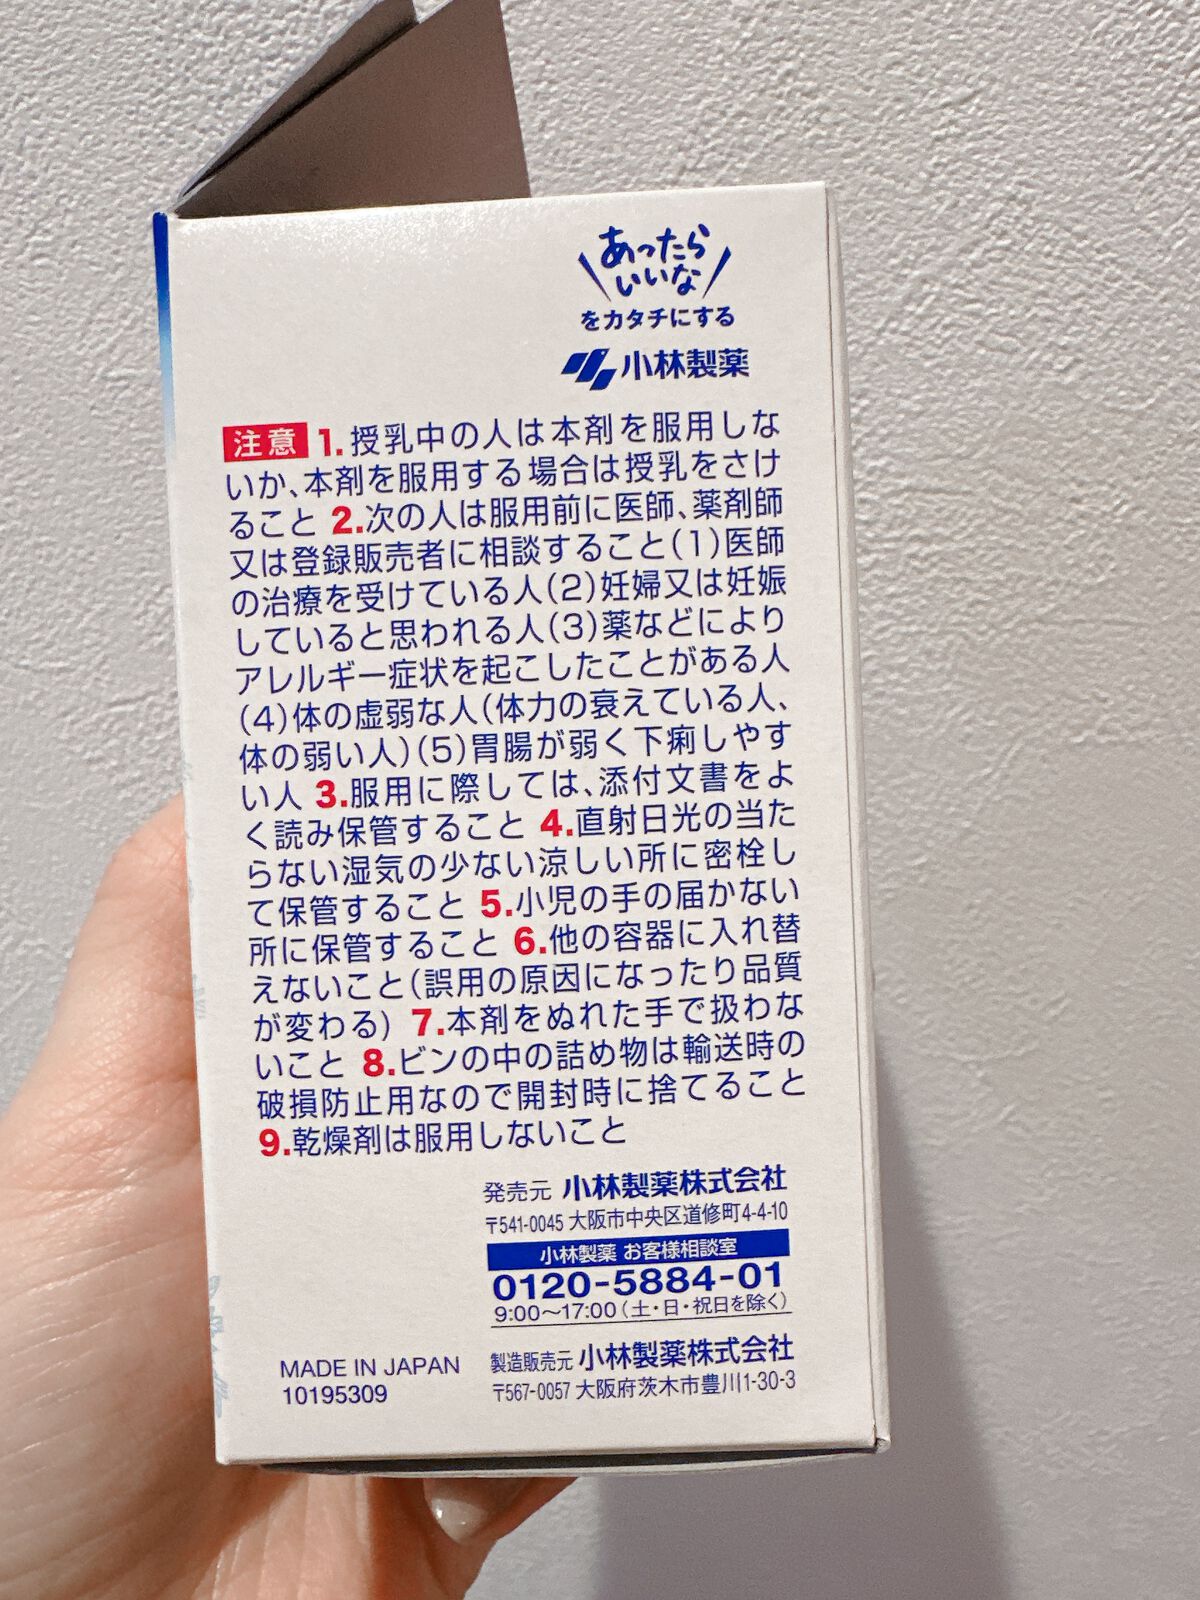 あったら
いいな
をカタチにする
小林製薬
注意 1.授乳中の人は本剤を服用しな
いか、本剤を服用する場合は授乳をさけ
ること 2.次の人は服用前に医師、薬剤師
又は登録販売者に相談すること(1)医師
の治療を受けている人(2)妊婦又は妊娠
していると思われる人(3)薬などにより
アレルギー症状を起こしたことがある人
(4)体の虚弱な人(体力の衰えている人、
体の弱い人)(5)胃腸が弱く下痢しやす
い人 3.服用に際しては、添付文書をよ
く読み保管すること 4.直射日光の当た
らない湿気の少ない涼しい所に密栓し
て保管すること 5.小児の手の届かない
所に保管すること 6.他の容器に入れ替
えないこと(誤用の原因になったり品質
が変わる) 7.本剤をぬれた手で扱わな
いこと 8.ビンの中の詰め物は輸送時の
破損防止用なので開封時に捨てること
9.乾燥剤は服用しないこと
発売元 小林製薬株式会社
〒541-0045 大阪市中央区道修町4-4-10
小林製薬 お客様相談室
0120-5884-01
9:00〜17:00(土・日・祝日を除く)
製造販売元 小林製薬株式会社
〒567-0057 大阪府茨木市豊川1-30-3
MADE IN JAPAN
10195309